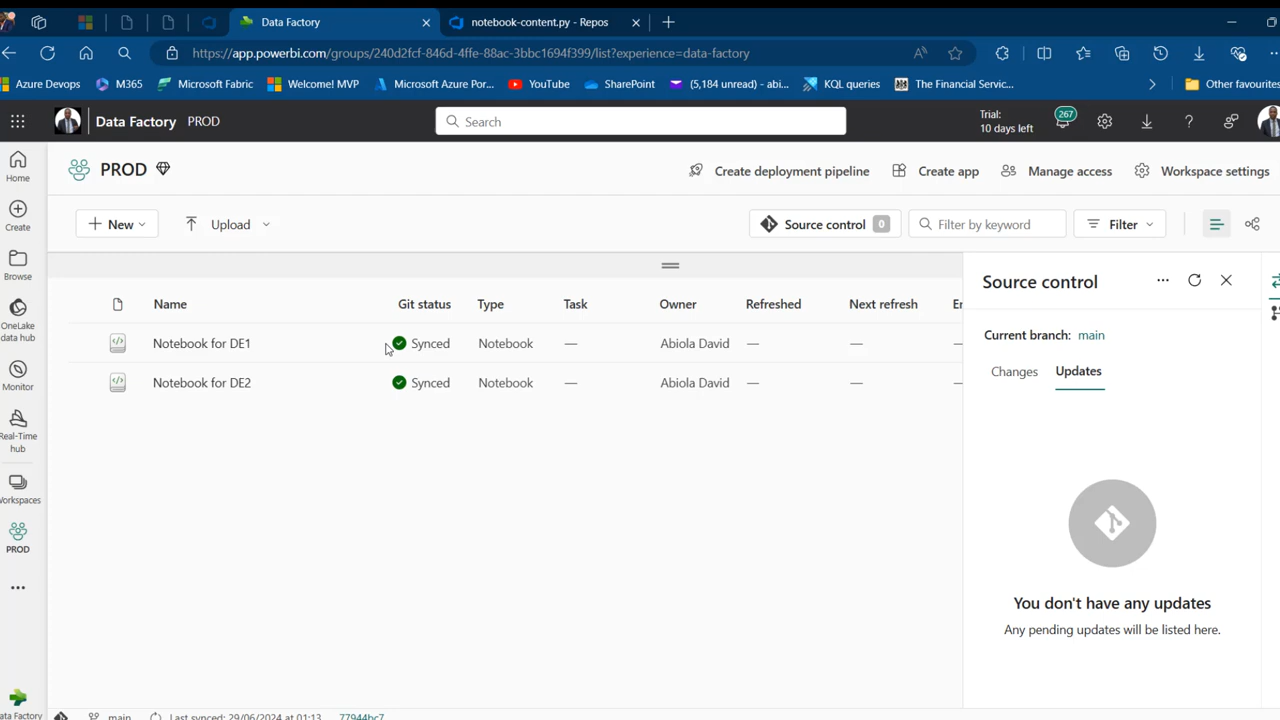 Data Factory
notebook-content.py - Repos
https://app.powerbi.com/groups/240d2fcf-846d-4ffe-88ac-3bbc1694f399/list?experience=data-factory
Azure Devops
M365
Microsoft Fabric
Welcome! MVP
Microsoft Azure Por...
YouTube
SharePoint
(5,184 unread) - abi...
KQL queries
The Financial Servic...
Other favourites
Data Factory PROD
Search
Trial:
10 days left
267
Home
Create
Browse
OneLake
data hub
Monitor
Real-Time
hub
Workspaces
PROD
Data Factory
PROD
Create deployment pipeline
Create app
Manage access
Workspace settings
New
Upload
Source control 0
Filter by keyword
Filter
Name Git status Type Task Owner Refreshed Next refresh En
Notebook for DE1 Synced Notebook — Abiola David — — —
Notebook for DE2 Synced Notebook — Abiola David — — —
Source control
Current branch: main
Changes Updates
You don't have any updates
Any pending updates will be listed here.
main Last synced: 29/06/2024 at 01:13 77944bc7